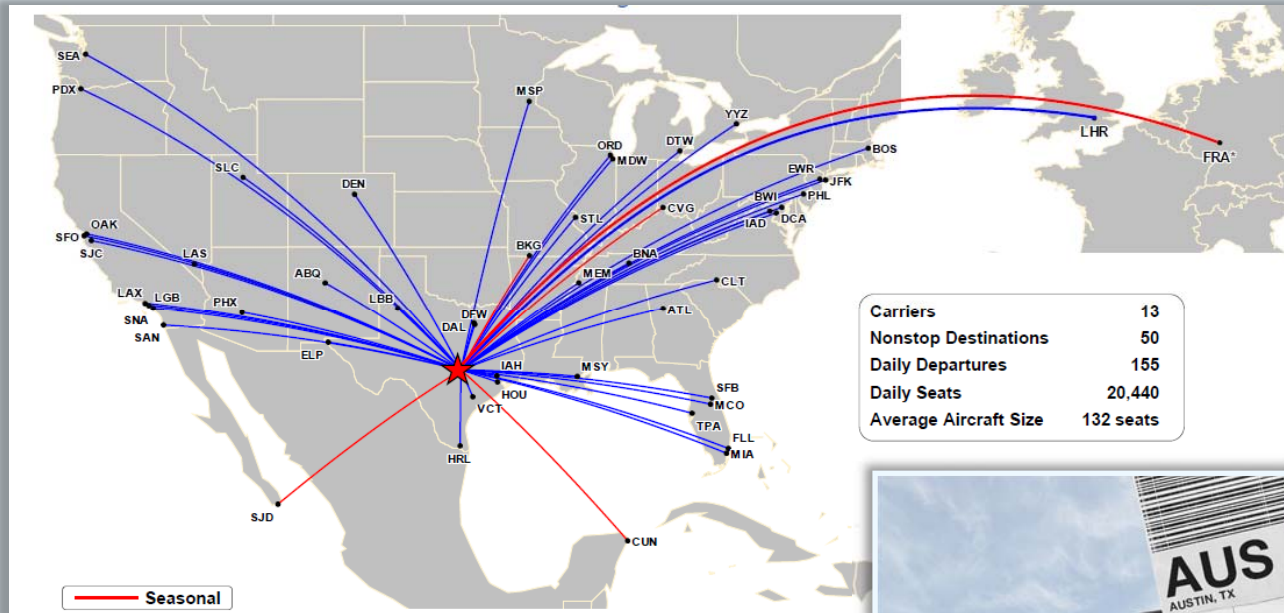 SEA
PDX
MSP
YYZ
LHR
DTW
ORD
MDW
BOS
FRA*
SLC
EWR
JFK
DEN
BWI
PHL
CVG
STL
IAD
DCA
OAK
SFO
SJC
LAS
BKG
BNA
ABQ
MEM
CLT
LAX
LGB
PHX
LBB
SNA
DFW
DAL
ATL
SAN
ELP
IAH
MSY
HOU
VCT
SFB
MCO
TPA
FLL
MIA
HRL
SJD
CUN
Carriers 13
Nonstop Destinations 50
Daily Departures 155
Daily Seats 20,440
Average Aircraft Size 132 seats
Seasonal
AUS
AUSTIN, TX